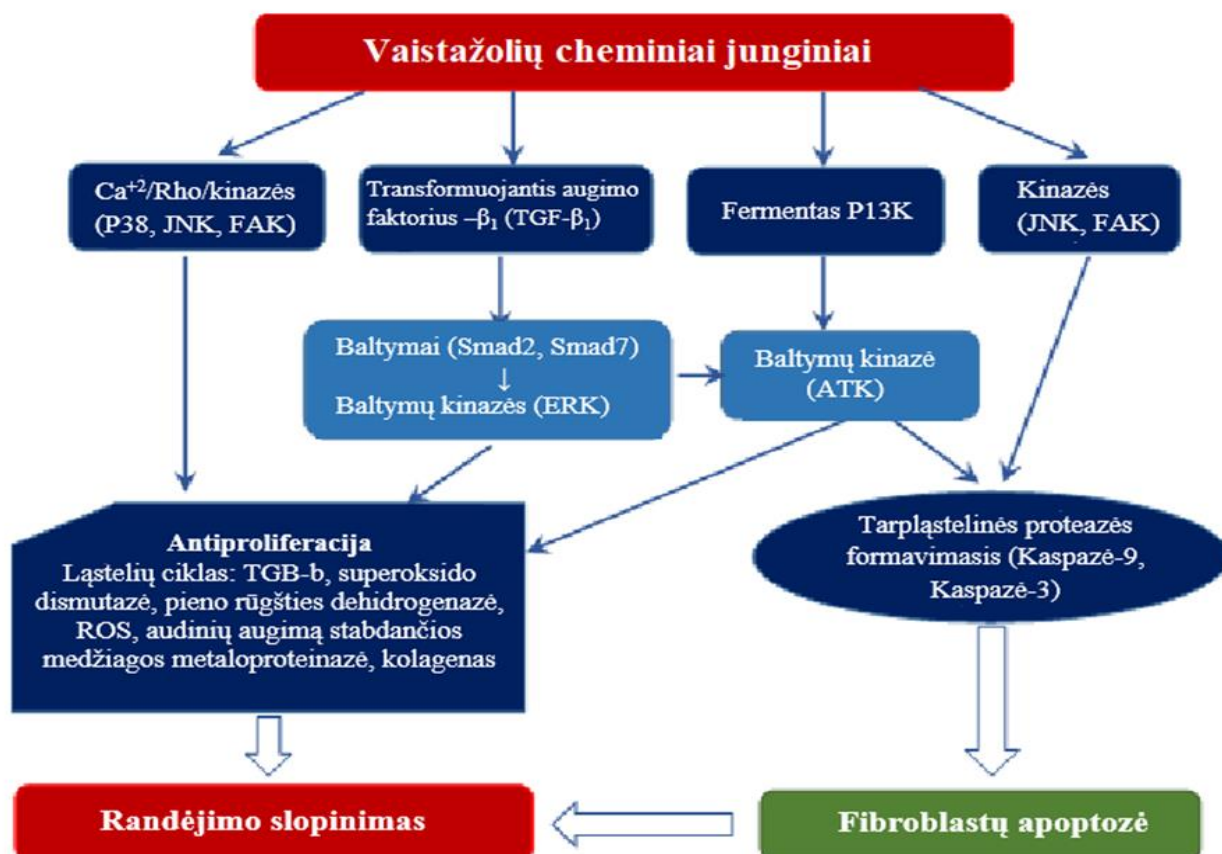 Vaistažolių cheminiai junginiai
Ca⁺²/Rho/kinazės
(P38, JNK, FAK)
Transformuojantis augimo
faktorius –β₁ (TGF-β₁)
Fermentas P13K
Kinazės
(JNK, FAK)
Baltymai (Smad2, Smad7)
↓
Baltymų kinazės (ERK)
Baltymų kinazė
(ATK)
Antiproliferacija
Ląstelių ciklas: TGB-b, superoksido
dismutazė, pieno rūgšties dehidrogenazė,
ROS, audinių augimą stabdančios
medžiagos metaloproteinazė, kolagenas
Tarpląstelinės proteazės
formavimasis (Kaspazė-9,
Kaspazė-3)
Randėjimo slopinimas
Fibroblastų apoptozė